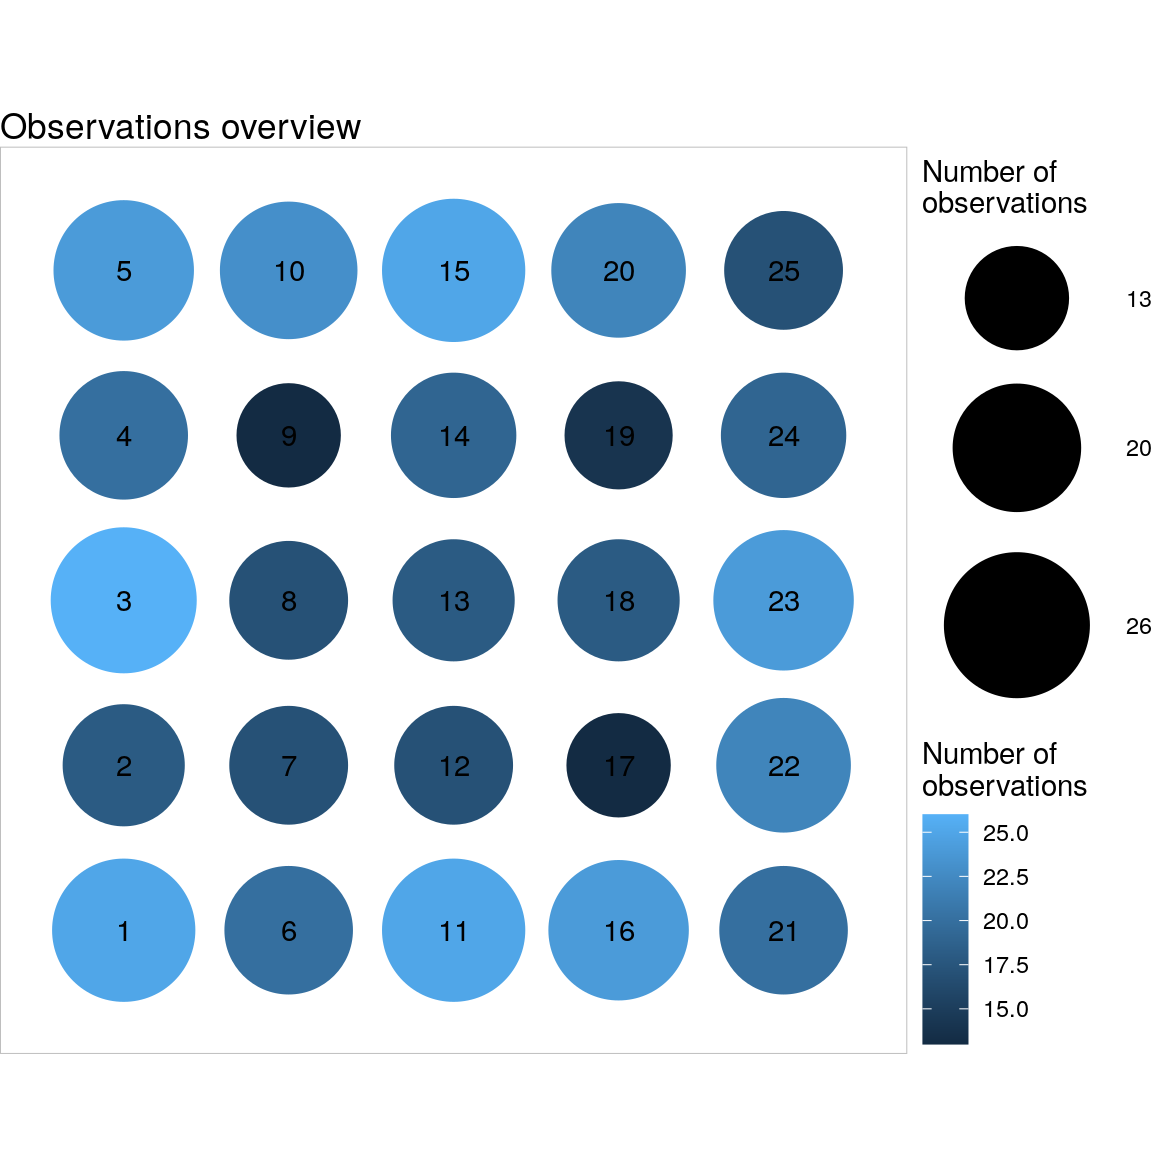 Observations overview
5 10 15 20 25
4 9 14 19 24
3 8 13 18 23
2 7 12 17 22
1 6 11 16 21
Number of
observations
13
20
26
Number of
observations
25.0
22.5
20.0
17.5
15.0